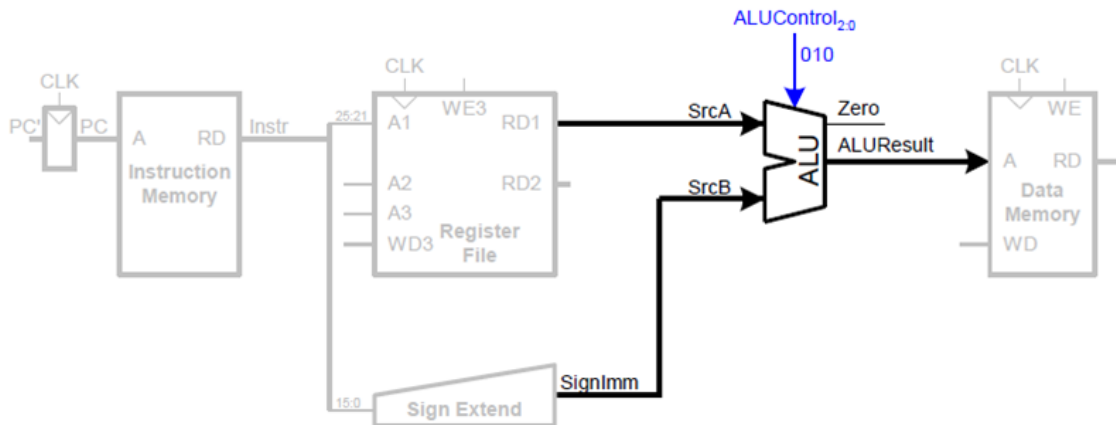 ALUControl2:0
010
CLK
CLK
CLK
PC'
PC
A
RD
Instr
Instruction
Memory
25:21
A1
WE3
RD1
A2
RD2
A3
WD3
Register
File
SrcA
SrcB
ALU
Zero
ALUResult
WE
A
RD
Data
Memory
WD
15:0
Sign Extend
SignImm